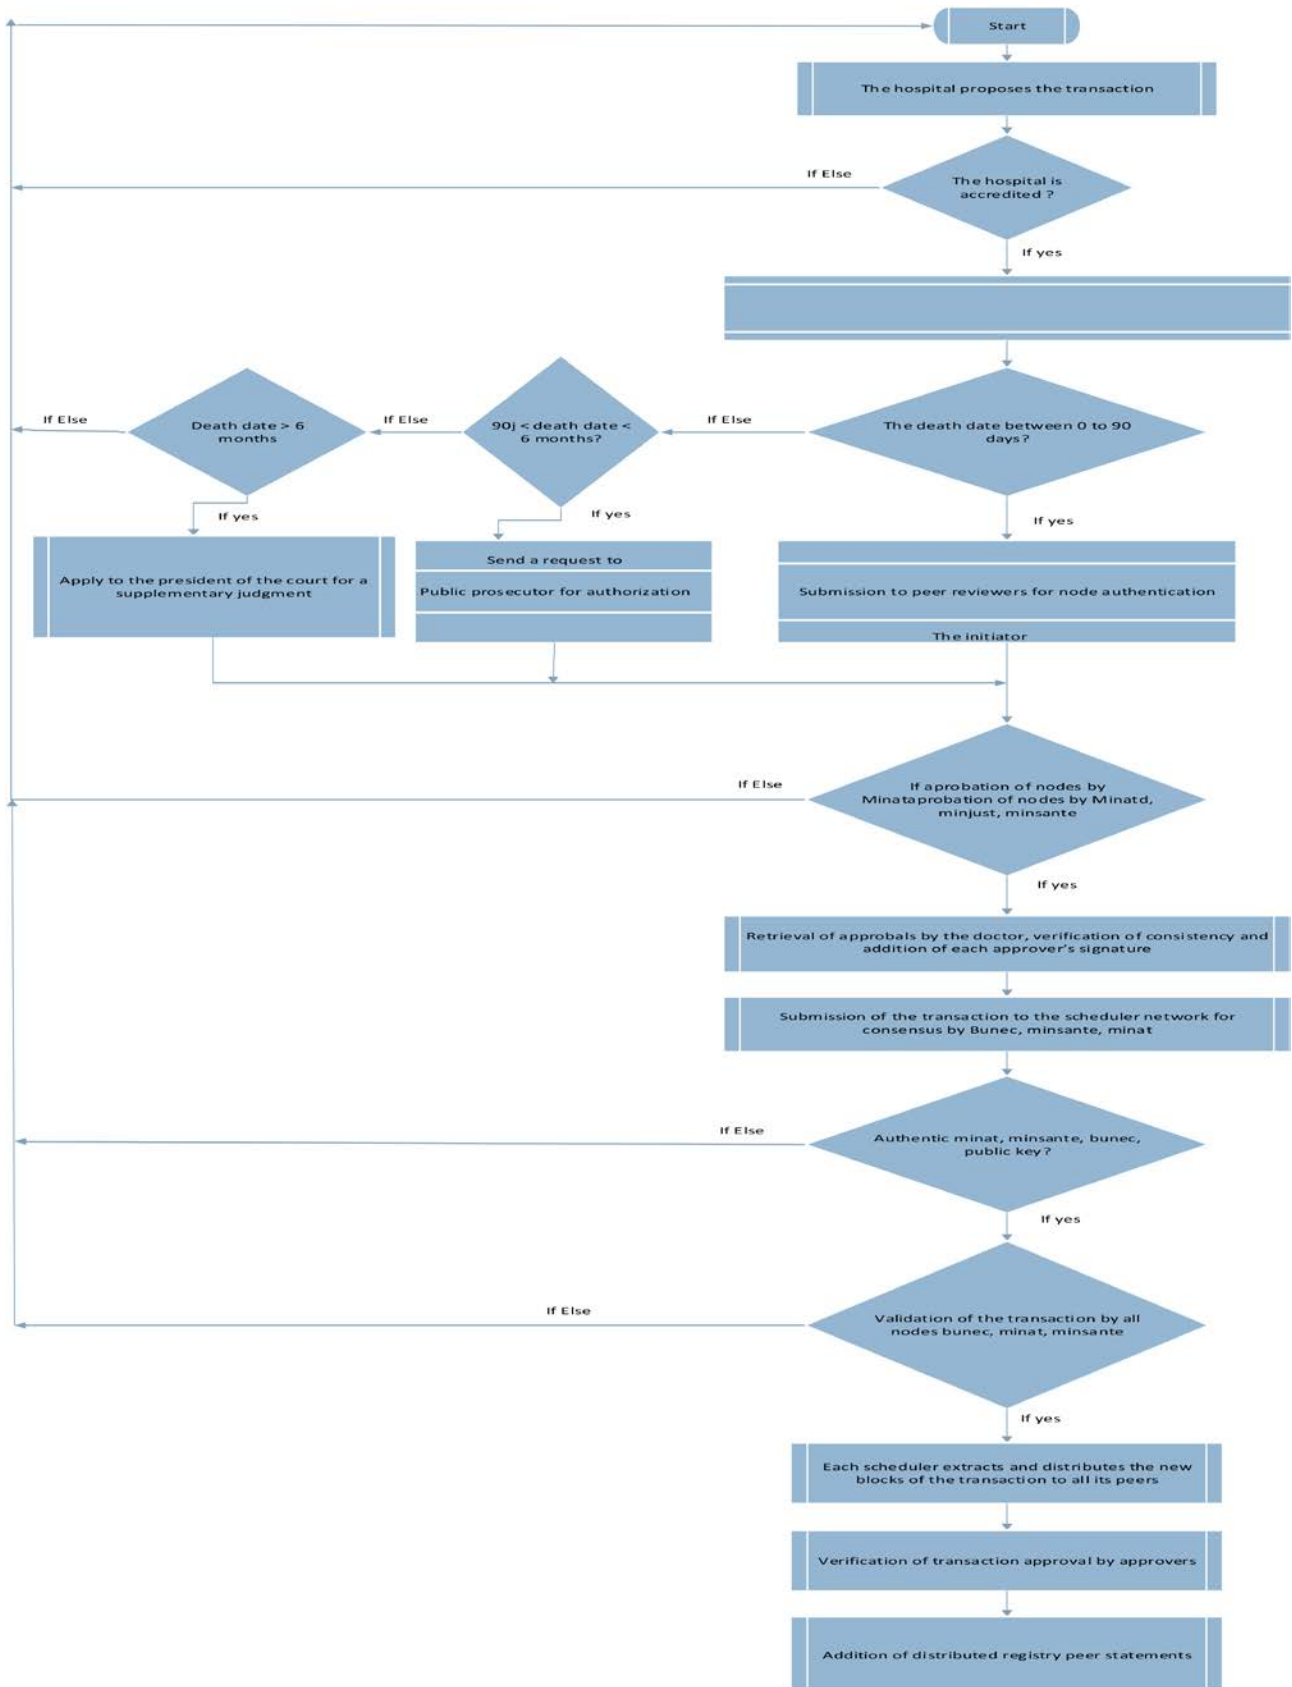 Start
The hospital proposes the transaction
If Else
The hospital is
accredited ?
If yes
If Else
Death date > 6
months
If Else
90j < death date <
6 months?
If Else
The death date between 0 to 90
days?
If yes
If yes
If yes
Apply to the president of the court for a
supplementary judgment
Send a request to
Public prosecutor for authorization
Submission to peer reviewers for node authentication
The initiator
If Else
If aprobation of nodes by
Minataprobation of nodes by Minatd,
minjust, minsante
If yes
Retrieval of approbals by the doctor, verification of consistency and
addition of each approver's signature
Submission of the transaction to the scheduler network for
consensus by Bunec, minsante, minat
If Else
Authentic minat, minsante, bunec,
public key?
If yes
If Else
Validation of the transaction by all
nodes bunec, minat, minsante
If yes
Each scheduler extracts and distributes the new
blocks of the transaction to all its peers
Verification of transaction approval by approvers
Addition of distributed registry peer statements